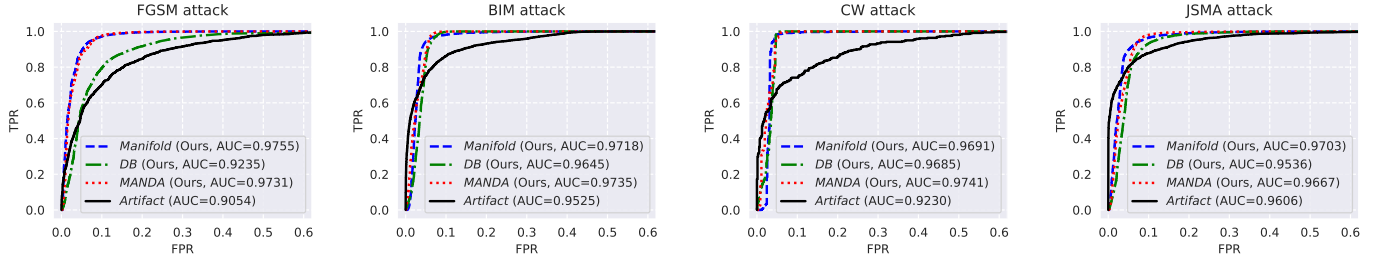 FGSM attack
1.0
0.8
0.6
0.4
0.2
0.0
TPR
Manifold (Ours, AUC=0.9755)
DB (Ours, AUC=0.9235)
MANDA (Ours, AUC=0.9731)
Artifact (AUC=0.9054)
0.0 0.1 0.2 0.3 0.4 0.5 0.6
FPR
BIM attack
1.0
0.8
0.6
0.4
0.2
0.0
TPR
Manifold (Ours, AUC=0.9718)
DB (Ours, AUC=0.9645)
MANDA (Ours, AUC=0.9735)
Artifact (AUC=0.9525)
0.0 0.1 0.2 0.3 0.4 0.5 0.6
FPR
CW attack
1.0
0.8
0.6
0.4
0.2
0.0
TPR
Manifold (Ours, AUC=0.9691)
DB (Ours, AUC=0.9685)
MANDA (Ours, AUC=0.9741)
Artifact (AUC=0.9230)
0.0 0.1 0.2 0.3 0.4 0.5 0.6
FPR
JSMA attack
1.0
0.8
0.6
0.4
0.2
0.0
TPR
Manifold (Ours, AUC=0.9703)
DB (Ours, AUC=0.9536)
MANDA (Ours, AUC=0.9667)
Artifact (AUC=0.9606)
0.0 0.1 0.2 0.3 0.4 0.5 0.6
FPR